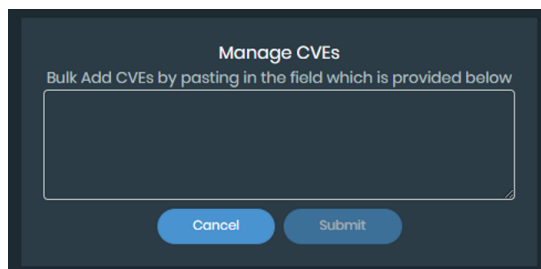 Manage CVEs
Bulk Add CVEs by pasting in the field which is provided below
Cancel Submit